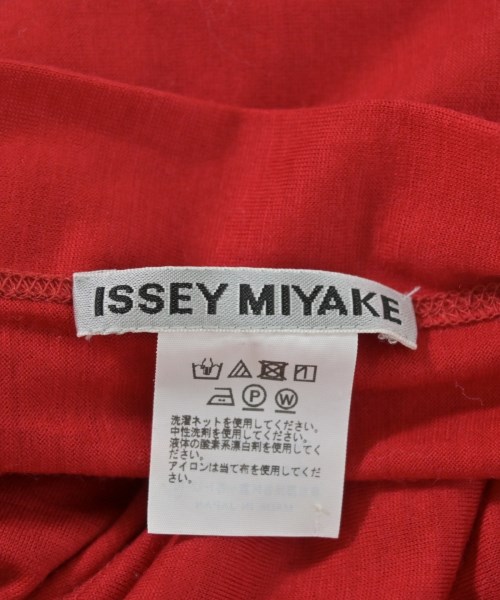 ISSEY MIYAKE
P W
洗濯ネットを使用してください。
中性洗剤を使用してください。
液体の酸素系漂白剤を使用してください。
アイロンは当て布を使用してください。